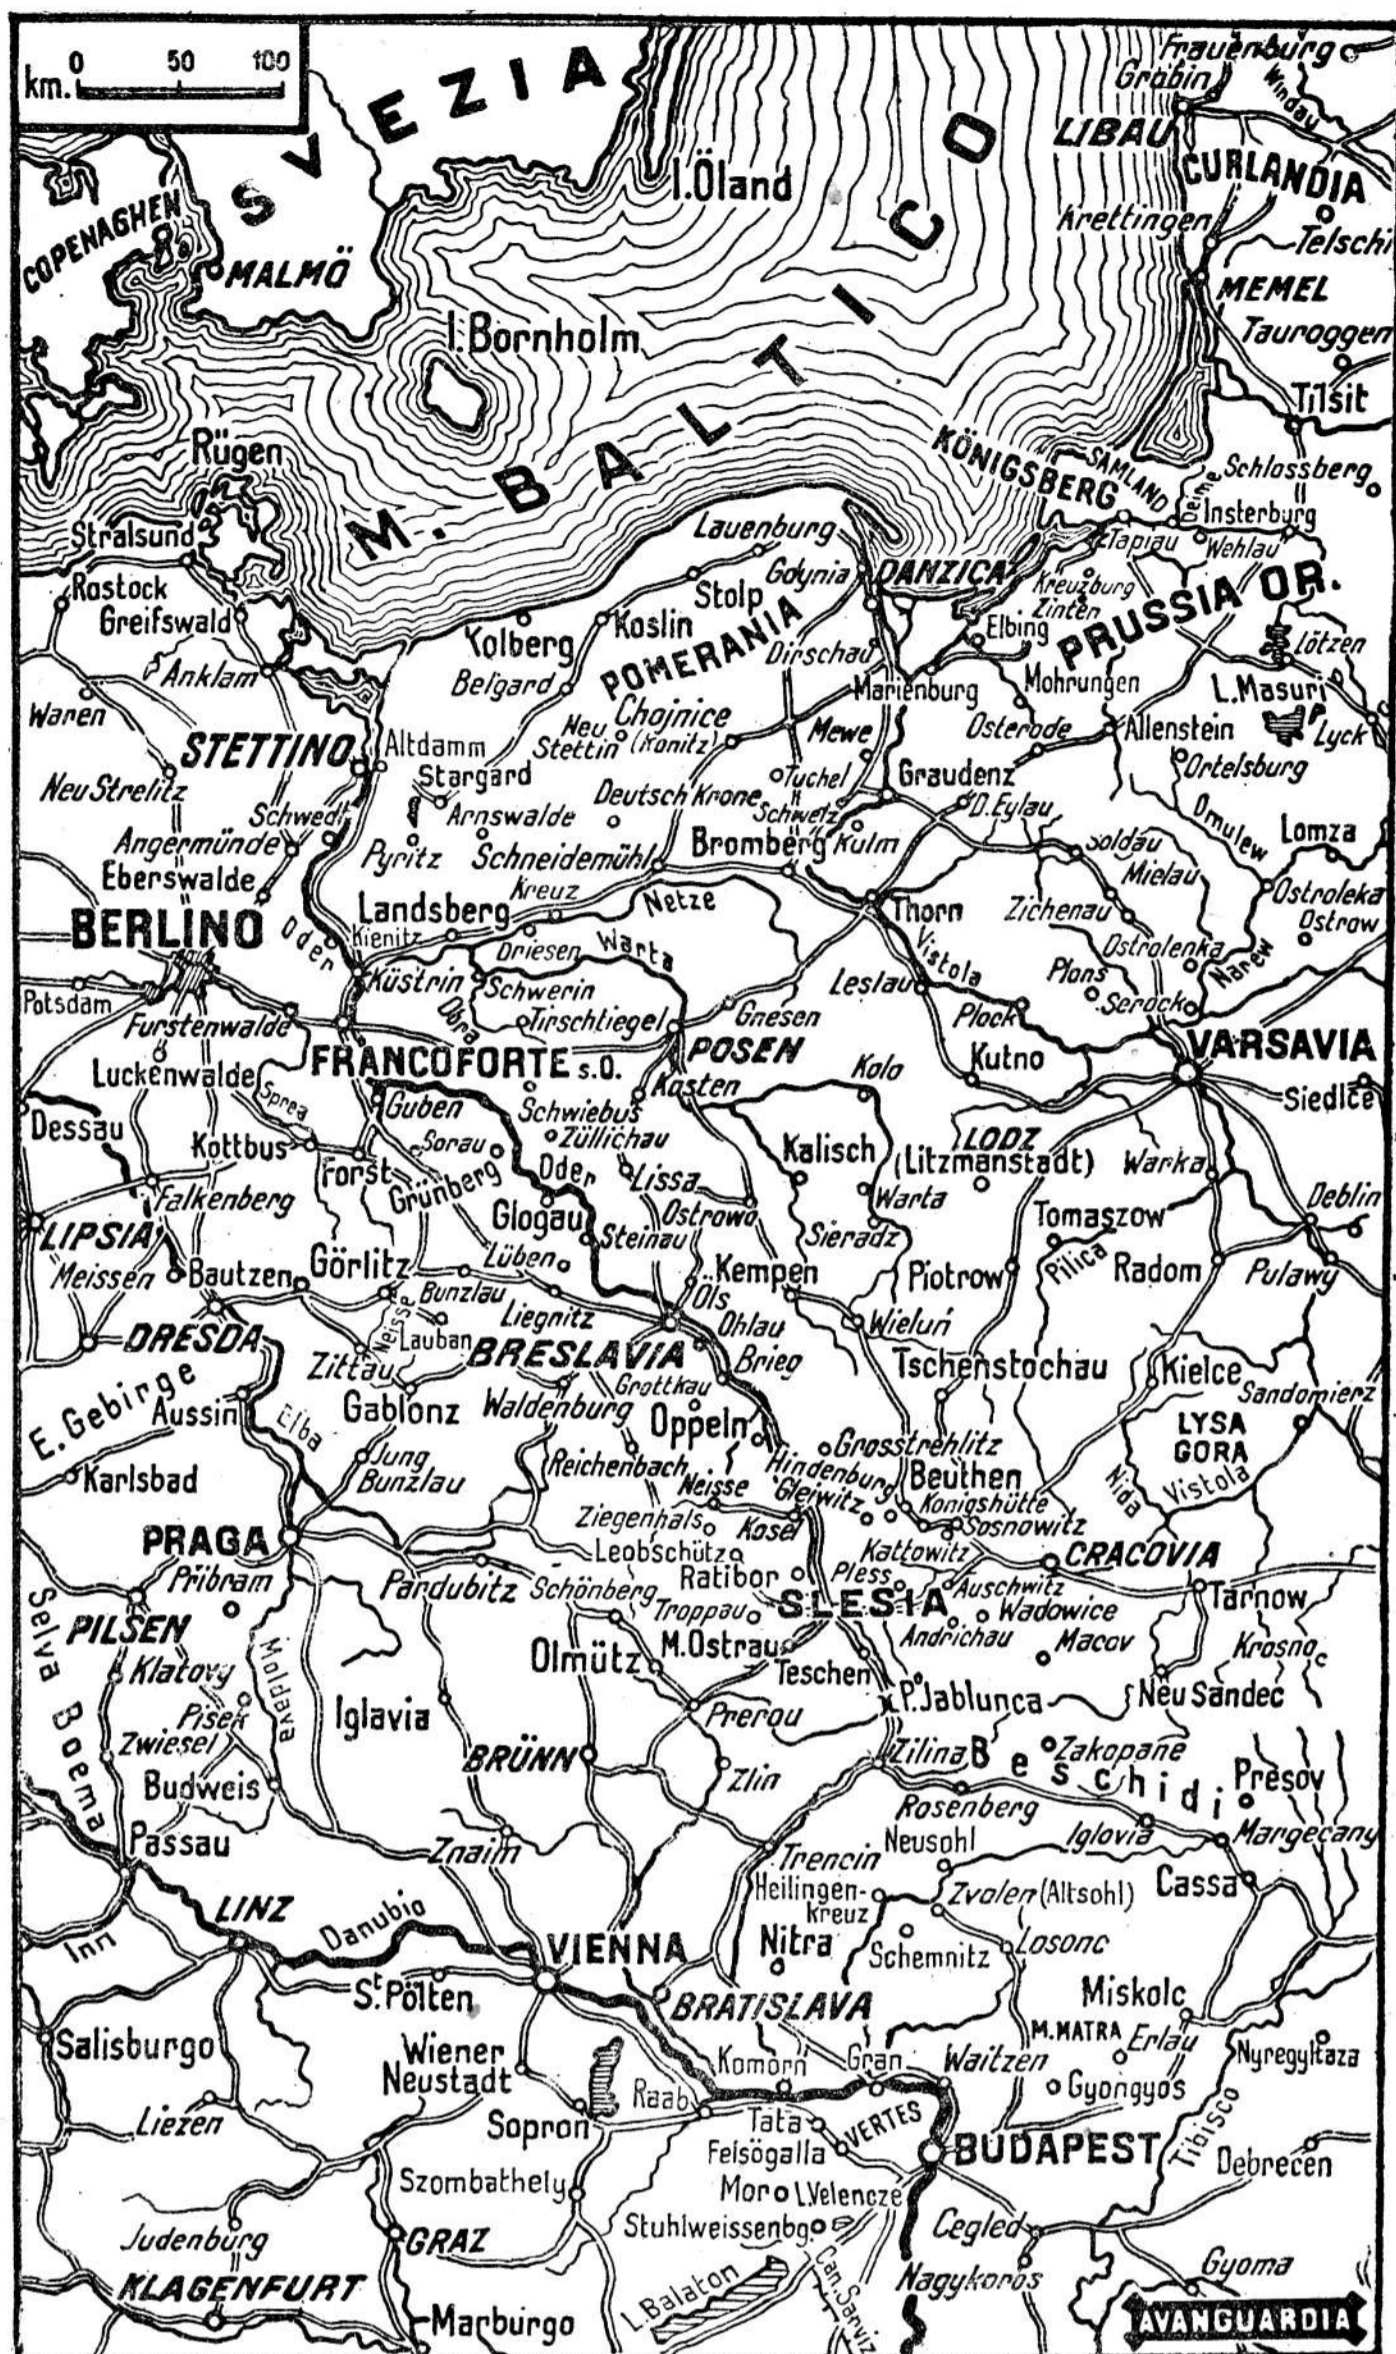 0 50 100
km.
SVEZIA
Frauenburg
Grobin
Windau
LIBAU
CURLANDIA
I.Öland
Krettingen
Telschi
COPENAGHEN
MALMÖ
MEMEL
Tauroggen
I.Bornholm
M. BALTICO
Tilsit
Rügen
KÖNIGSBERG
SAMLAND
Deime
Schlossberg
Insterburg
Stralsund
Lauenburg
Tapiau
Wehlau
Rostock
Gdynia
DANZICA
Kreuzburg
Zinten
PRUSSIA OR.
Greifswald
Stolp
Koslin
Kolberg
POMERANIA
Elbing
Lötzen
Dirschau
Anklam
Belgard
Marienburg
Mohrungen
L.Masuri
Waren
Neu
Stettin
Chojnice
(Konitz)
Mewe
Osterode
Allenstein
Lyck
STETTINO
Altdamm
Stargard
Tuchel
Graudenz
Ortelsburg
Neu Strelitz
Deutsch Krone
Schwetz
D.Eylau
Omulew
Schwedt
Arnswalde
Lomza
Angermünde
Pyritz
Schneidemühl
Bromberg
Kulm
Soldau
Mielau
Eberswalde
Kreuz
Netze
Ostroleka
BERLINO
Landsberg
Thorn
Zichenau
Ostrow
Oder
Kienitz
Driesen
Warta
Vistola
Ostrolenka
Narew
Potsdam
Küstrin
Schwerin
Leslau
Plons
Serock
Furstenwalde
Obra
Tirschtiegel
Gnesen
Plock
FRANCOFORTE s.O.
POSEN
Kutno
VARSAVIA
Luckenwalde
Sprea
Guben
Schwiebus
Kosten
Kolo
Siedlce
Dessau
Kottbus
Sorau
Züllichau
Kalisch
LODZ
(Litzmanstadt)
Warka
Forst
Grünberg
Oder
Lissa
Warta
Falkenberg
Deblin
LIPSIA
Glogau
Ostrowo
Tomaszow
Steinau
Sieradz
Meissen
Bautzen
Görlitz
Lüben
Kempen
Piotrow
Pilica
Radom
Pulawy
Neisse
Bunzlau
Liegnitz
Öls
Ohlau
Wieluń
DRESDA
Lauban
BRESLAVIA
Brieg
Tschenstochau
Zittau
Kielce
E. Gebirge
Aussin
Elba
Gablonz
Waldenburg
Grottkau
Oppeln
Sandomierz
LYSA
GORA
Karlsbad
Jung
Bunzlau
Reichenbach
Neisse
Grosstrehlitz
Hindenburg
Beuthen
Gleiwitz
Konigshütte
Nida
Vistola
PRAGA
Ziegenhals
Kosel
Sosnowitz
Leobschütz
Kattowitz
CRACOVIA
Pribram
Pardubitz
Schönberg
Ratibor
Pless
Auschwitz
Tarnow
Selva Boema
PILSEN
Troppau
SLESIA
Wadowice
Moldava
Olmütz
M.Ostrau
Andrichau
Macov
Krosno
Klatovy
Teschen
Pisek
Iglavia
Prerau
P.Jablunca
Neu Sandec
Zwiesel
BRÜNN
Zlin
Zilina
Beschidi
Zakopane
Presov
Budweis
Rosenberg
Passau
Znaim
Trencin
Neusohl
Iglovia
Margecany
LINZ
Heilingen-
kreuz
Zvolen (Altsohl)
Cassa
Inn
Danubio
VIENNA
Nitra
Schemnitz
Losonc
St Pölten
BRATISLAVA
Miskolc
Salisburgo
Wiener
Neustadt
M.MATRA
Erlau
Komorn
Gran
Waitzen
Nyregyltaza
Raab
Gyongyos
Liezen
Sopron
Tata
VERTES
Tibisco
Felsögalla
BUDAPEST
Debrecen
Szombathely
Mor
L.Velencze
Stuhlweissenbg.
Cegled
Judenburg
GRAZ
Can.Sarviz
Nagykorös
Gyoma
KLAGENFURT
L.Balaton
Marburgo
AVANGUARDIA